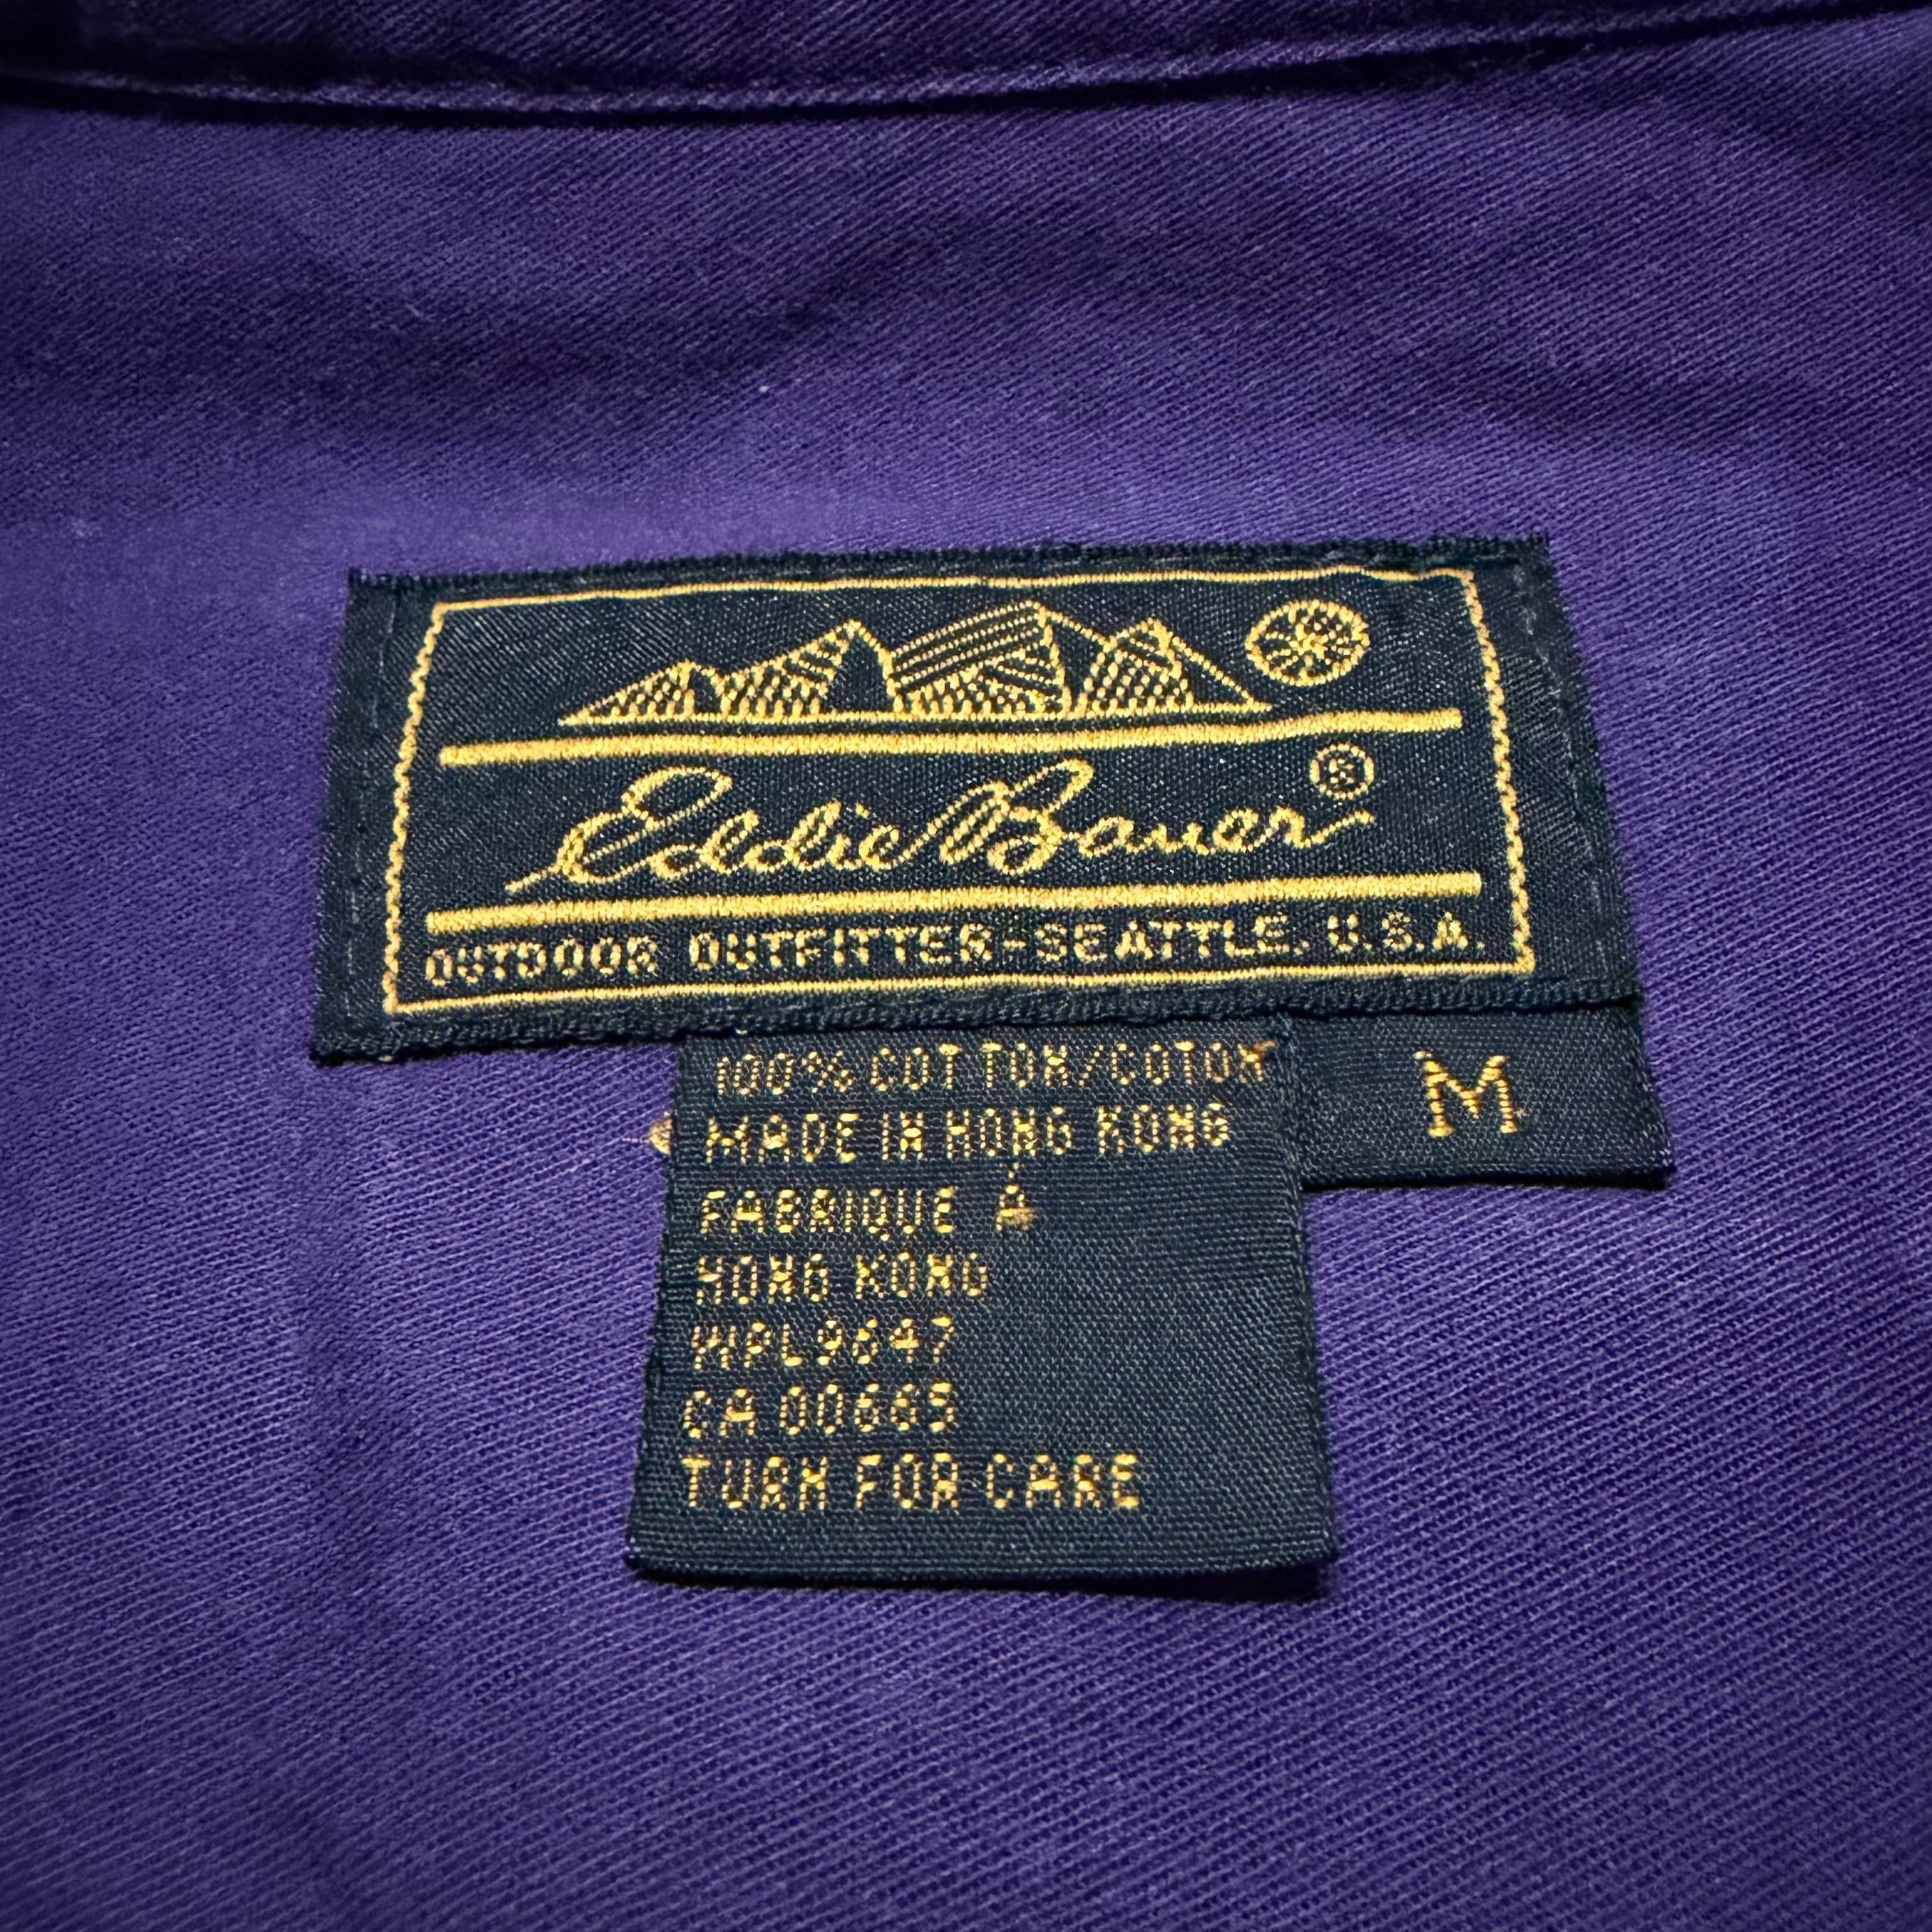 Eddie Bauer®
OUTDOOR OUTFITTER-SEATTLE, U.S.A.
M
100% COTTON/COTON
MADE IN HONG KONG
FABRIQUÉ À
HONG KONG
WPL9647
CA 00665
TURN FOR CARE